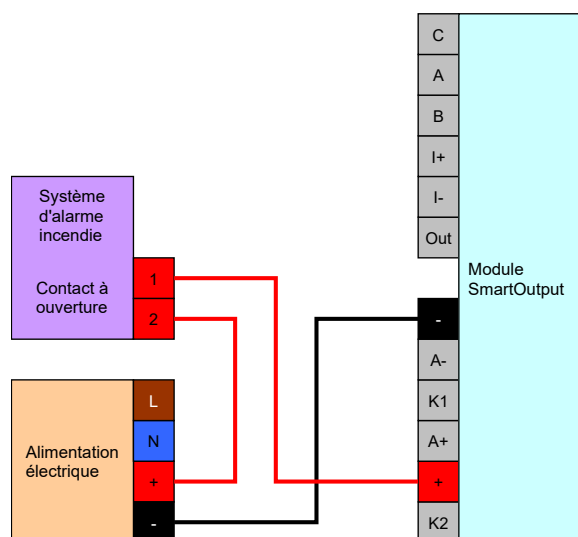 C
A
B
I+
I-
Out
-
A-
K1
A+
+
K2
Module
SmartOutput
Système
d'alarme
incendie
Contact à
ouverture
1
2
Alimentation
électrique
L
N
+
-